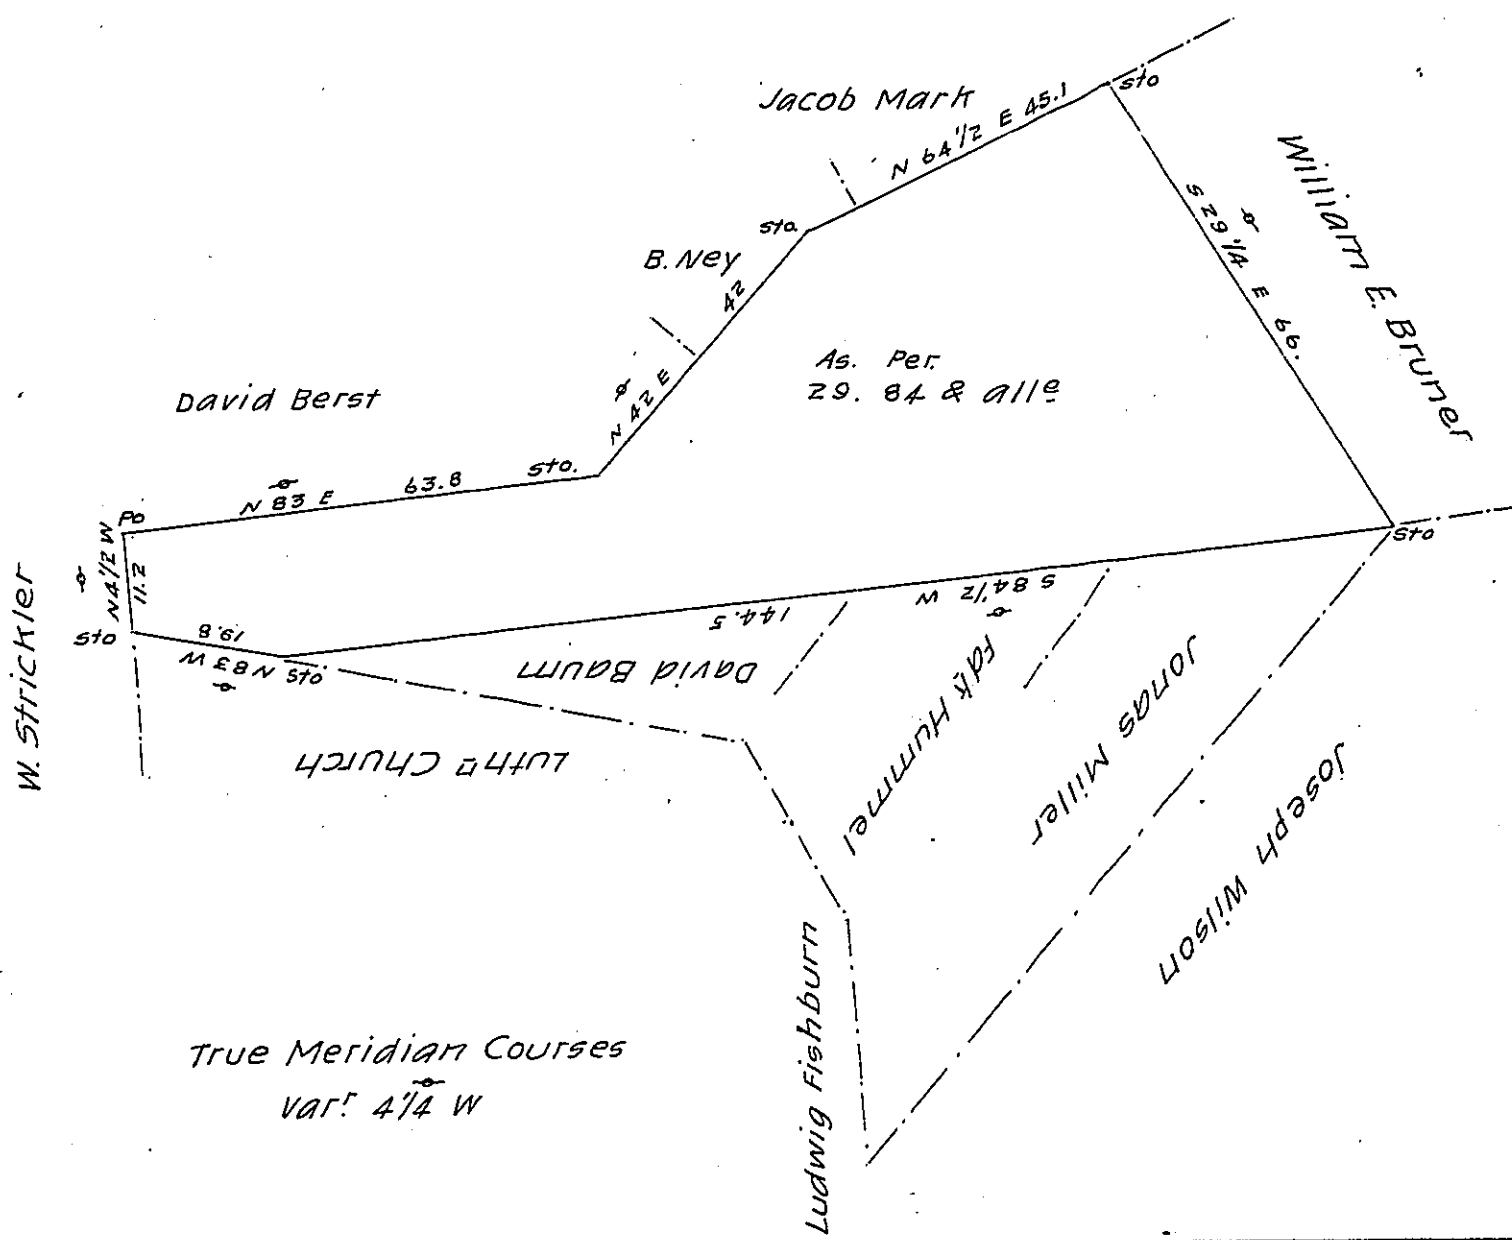 Jacob Mark
sto
N 64 1/2 E 45.1
William E. Bruner
S 29 1/4 E 66.
sto.
B. Ney
N 42 E 42
As. Per.
29. 84 & alle
David Berst
sto.
N 83 E 63.8
Po
N 4 1/2 W
11.2
W. Strickler
sto
19.8
N 83 W
sto
144.5
S 84 1/2 W
Sto
David Baum
Fdk Hummel
Jonas Miller
Joseph Wilson
Luthn Church
Ludwig Fishburn
True Meridian Courses
Varr. 4 1/4 W